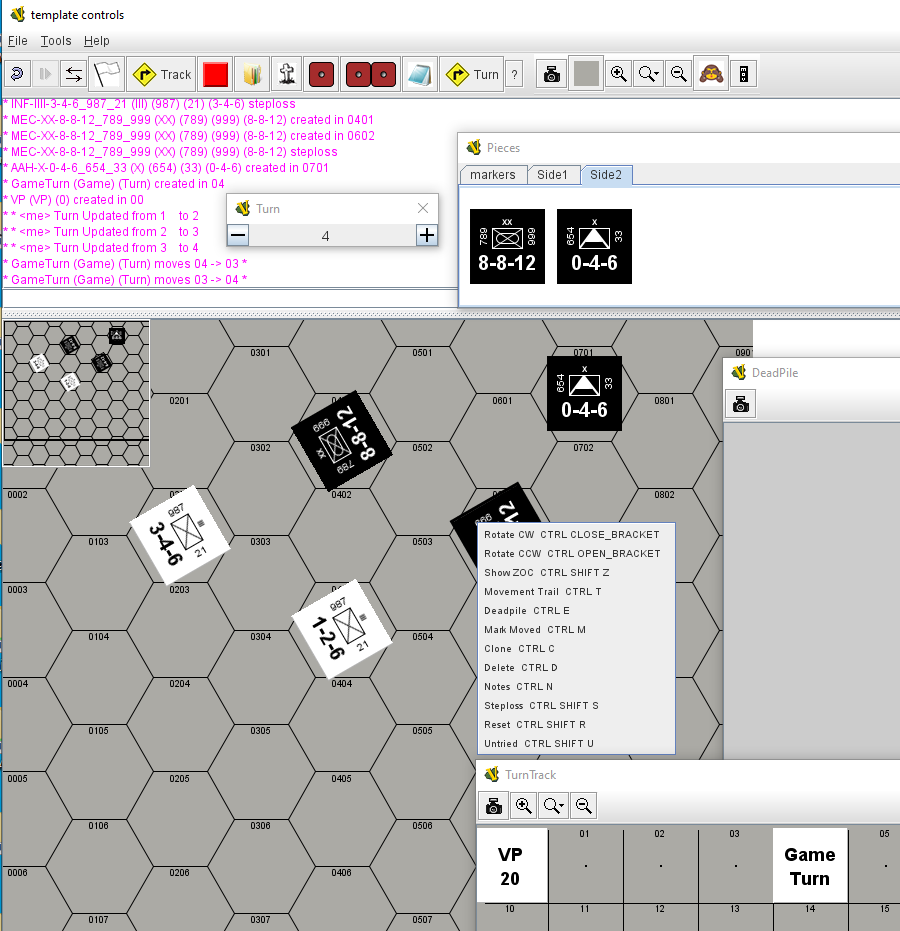 template controls
File Tools Help
Track
Turn
?
* INF-IIII-3-4-6_987_21 (III) (987) (21) (3-4-6) steploss
* MEC-XX-8-8-12_789_999 (XX) (789) (999) (8-8-12) created in 0401
* MEC-XX-8-8-12_789_999 (XX) (789) (999) (8-8-12) created in 0602
* MEC-XX-8-8-12_789_999 (XX) (789) (999) (8-8-12) steploss
* AAH-X-0-4-6_654_33 (X) (654) (33) (0-4-6) created in 0701
* GameTurn (Game) (Turn) created in 04
* VP (VP) (0) created in 00
* * <me> Turn Updated from 1 to 2
* * <me> Turn Updated from 2 to 3
* * <me> Turn Updated from 3 to 4
* GameTurn (Game) (Turn) moves 04 -> 03 *
* GameTurn (Game) (Turn) moves 03 -> 04 *
Turn
4
Pieces
markers Side1 Side2
XX
789 999
8-8-12
X
654 33
0-4-6
0301 0501 0701 0901
0201 0601 0801
X
654 33
0-4-6
999
8-8-12
789
0302 0502 0702
0002 0402 0802
987
3-4-6
21
0103 0303 0503
0003 0203
987
1-2-6
21
0104 0304 0504
0004 0204 0404
0105 0305
0005 0205 0405
0106 0306 0506
0006 0206 0406
0107 0307 0507
DeadPile
Rotate CW CTRL CLOSE_BRACKET
Rotate CCW CTRL OPEN_BRACKET
Show ZOC CTRL SHIFT Z
Movement Trail CTRL T
Deadpile CTRL E
Mark Moved CTRL M
Clone CTRL C
Delete CTRL D
Notes CTRL N
Steploss CTRL SHIFT S
Reset CTRL SHIFT R
Untried CTRL SHIFT U
TurnTrack
VP
20
01 02 03
Game
Turn
05
10 11 12 13 14 15